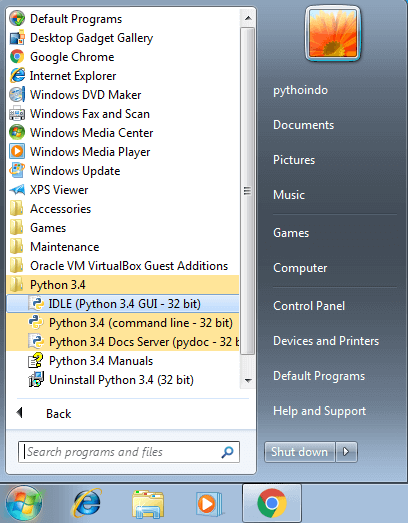 Default Programs
Desktop Gadget Gallery
Google Chrome
Internet Explorer
Windows DVD Maker
Windows Fax and Scan
Windows Media Center
Windows Media Player
Windows Update
XPS Viewer
Accessories
Games
Maintenance
Oracle VM VirtualBox Guest Additions
Python 3.4
IDLE (Python 3.4 GUI - 32 bit)
Python 3.4 (command line - 32 bit)
Python 3.4 Docs Server (pydoc - 32 b
Python 3.4 Manuals
Uninstall Python 3.4 (32 bit)
Back
Search programs and files
pythoindo
Documents
Pictures
Music
Games
Computer
Control Panel
Devices and Printers
Default Programs
Help and Support
Shut down